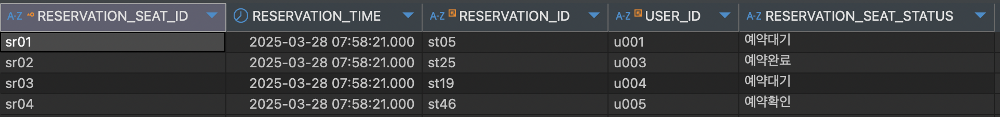 A-Z RESERVATION_SEAT_ID RESERVATION_TIME A-Z RESERVATION_ID A-Z USER_ID A-Z RESERVATION_SEAT_STATUS
sr01 2025-03-28 07:58:21.000 st05 u001 예약대기
sr02 2025-03-28 07:58:21.000 st25 u003 예약완료
sr03 2025-03-28 07:58:21.000 st19 u004 예약대기
sr04 2025-03-28 07:58:21.000 st46 u005 예약확인